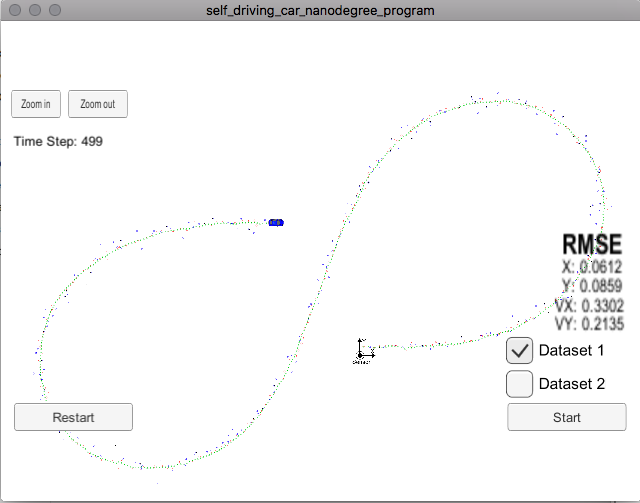 self_driving_car_nanodegree_program
Zoom in
Zoom out
Time Step: 499
RMSE
X: 0.0612
Y: 0.0859
VX: 0.3302
VY: 0.2135
Dataset 1
Dataset 2
Restart
Start